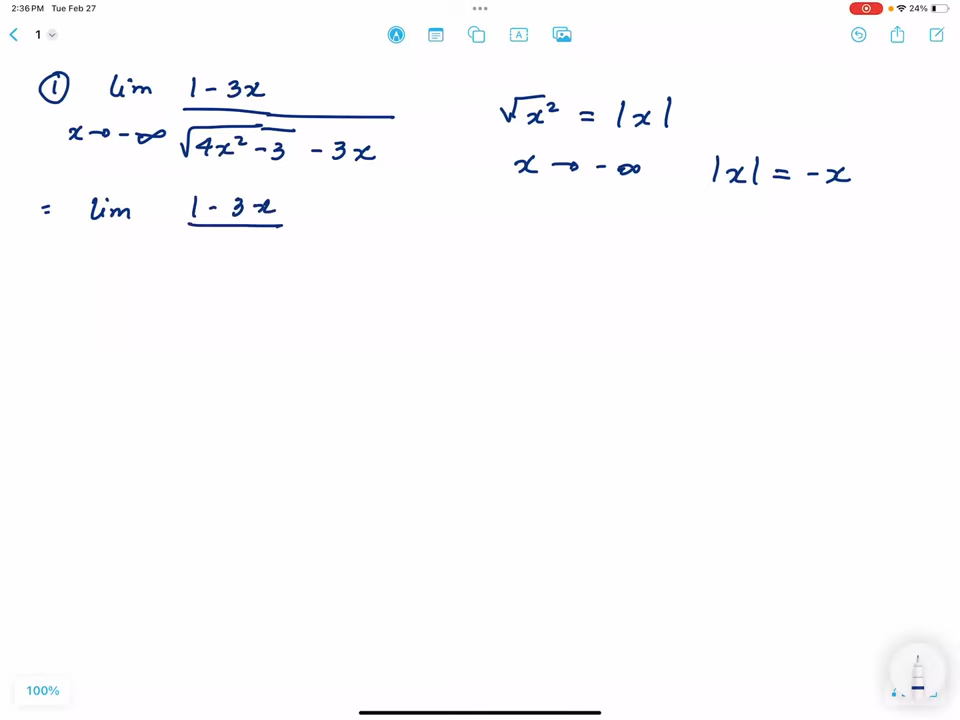 2:36 PM Tue Feb 27
24%
1
A
① lim 1 - 3x
x → -∞ √4x² - 3 - 3x
√x² = |x|
x → -∞ |x| = -x
= lim 1 - 3x
100%